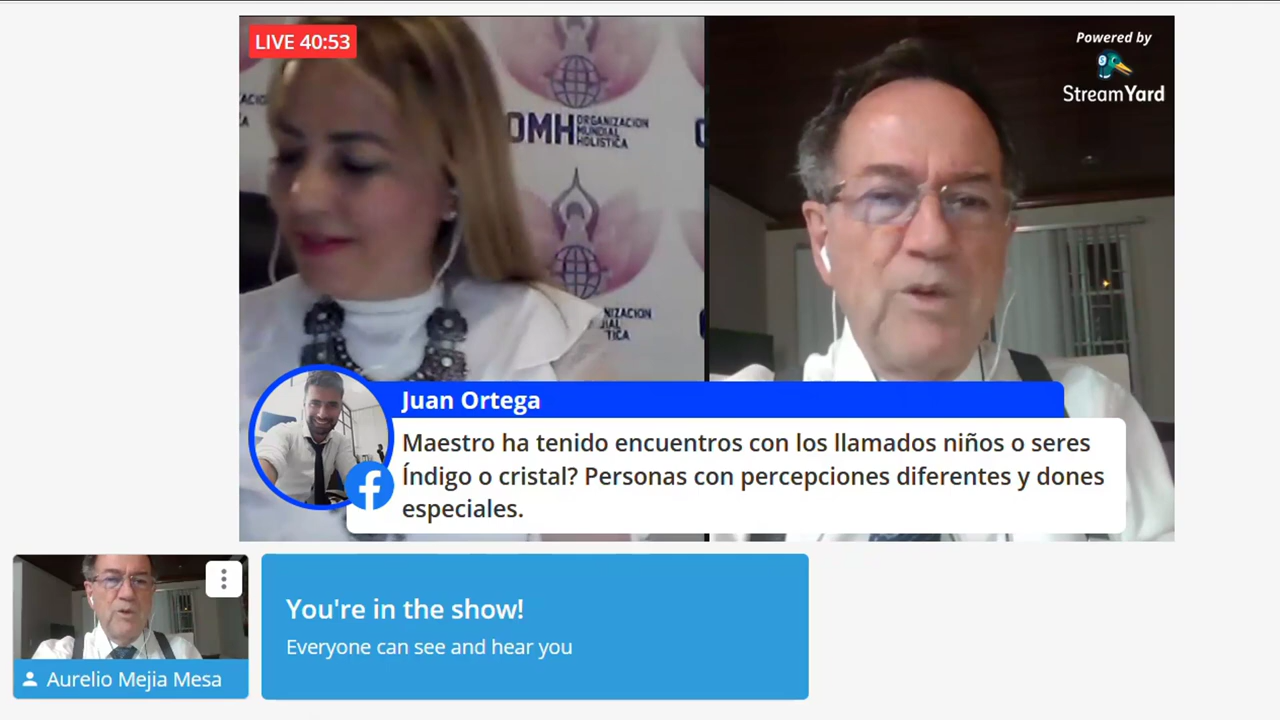 LIVE 40:53
Powered by
StreamYard
OMH
ORGANIZACION
MUNDIAL
HOLISTICA
Juan Ortega
Maestro ha tenido encuentros con los llamados niños o seres
Índigo o cristal? Personas con percepciones diferentes y dones
especiales.
You're in the show!
Everyone can see and hear you
Aurelio Mejia Mesa